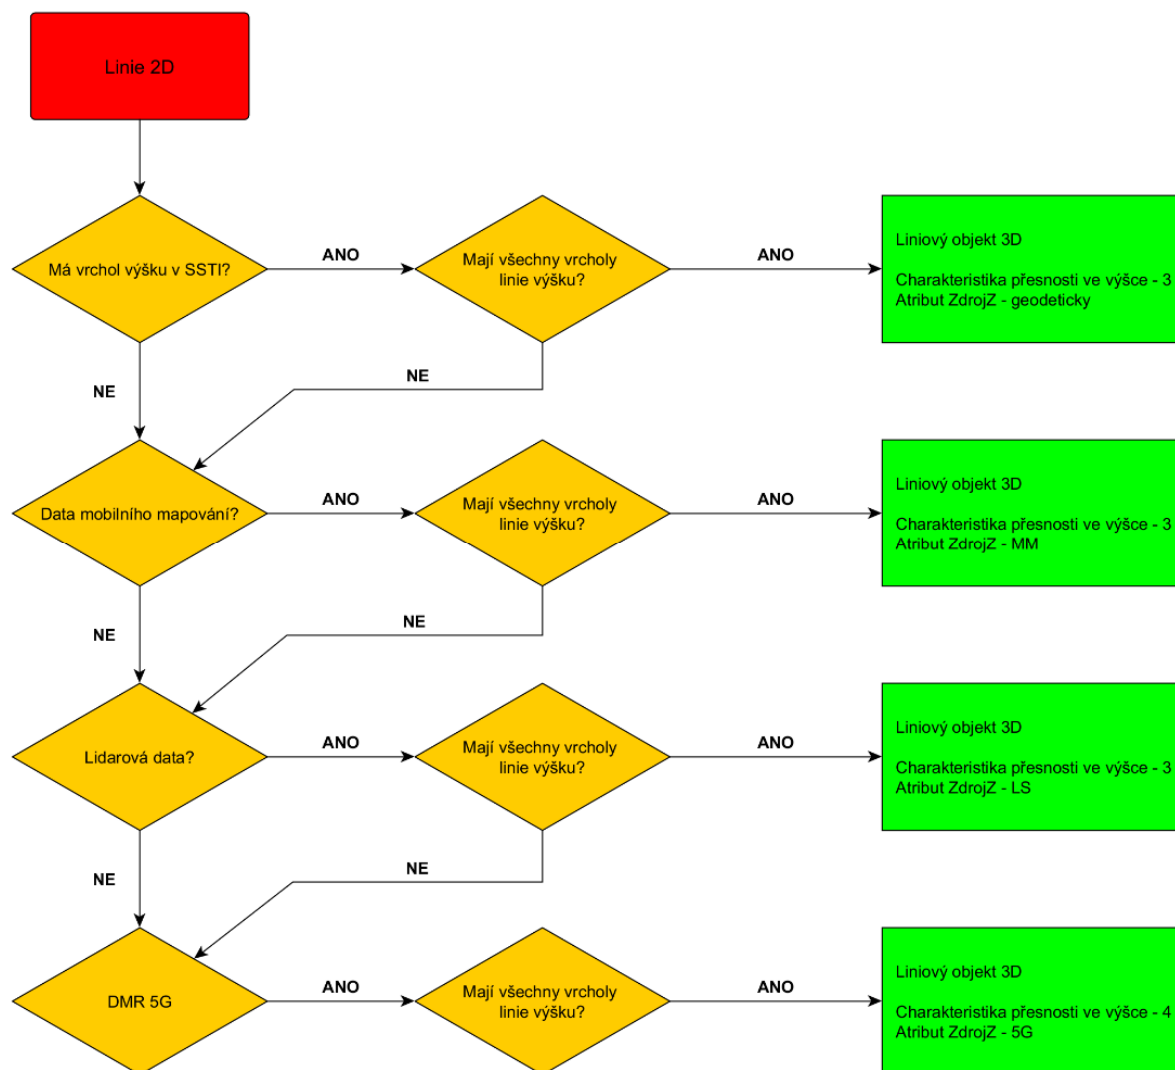 Linie 2D
Má vrchol výšku v SSTI?
ANO
Mají všechny vrcholy
linie výšku?
ANO
Liniový objekt 3D
Charakteristika přesnosti ve výšce - 3
Atribut ZdrojZ - geodeticky
NE
NE
Data mobilního mapování?
ANO
Mají všechny vrcholy
linie výšku?
ANO
Liniový objekt 3D
Charakteristika přesnosti ve výšce - 3
Atribut ZdrojZ - MM
NE
NE
Lidarová data?
ANO
Mají všechny vrcholy
linie výšku?
ANO
Liniový objekt 3D
Charakteristika přesnosti ve výšce - 3
Atribut ZdrojZ - LS
NE
NE
DMR 5G
ANO
Mají všechny vrcholy
linie výšku?
ANO
Liniový objekt 3D
Charakteristika přesnosti ve výšce - 4
Atribut ZdrojZ - 5G